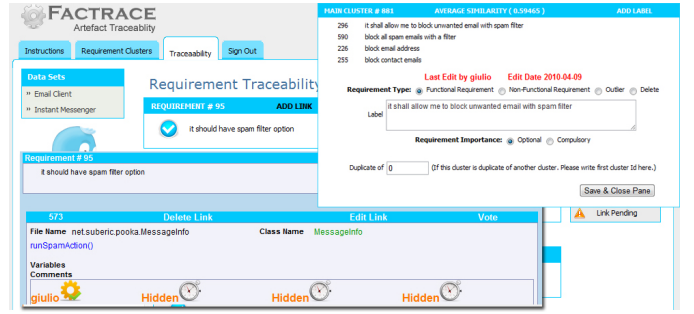 FACTRACE
Artefact Traceablity
Instructions
Requirement Clusters
Traceaability
Sign Out
Data Sets
» Email Client
» Instant Messenger
Requirement Traceability
REQUIREMENT # 95
ADD LINK
it should have spam filter option
Requirement # 95
it shall have spam filter option
573
Delete Link
Edit Link
Vote
File Name net.suberic.pooka.MessageInfo
Class Name MessageInfo
runSpamAction()
Variables
Comments
giulio
Hidden
Hidden
Hidden
Link Pending
MAIN CLUSTER # 881
AVERAGE SIMILARITY ( 0.59465 )
ADD LABEL
296 it shall allow me to block unwanted email with spam filter
590 block all spam emails with a filter
226 block email address
255 block contact emails
Last Edit by giulio Edit Date 2010-04-09
Requirement Type: Functional Requirement Non-Functional Requirement Outlier Delete
Label
it shall allow me to block unwanted email with spam filter
Requirement Importance: Optional Compulsory
Duplicate of 0 (If this cluster is duplicate of another cluster. Please write first cluster Id here.)
Save & Close Pane